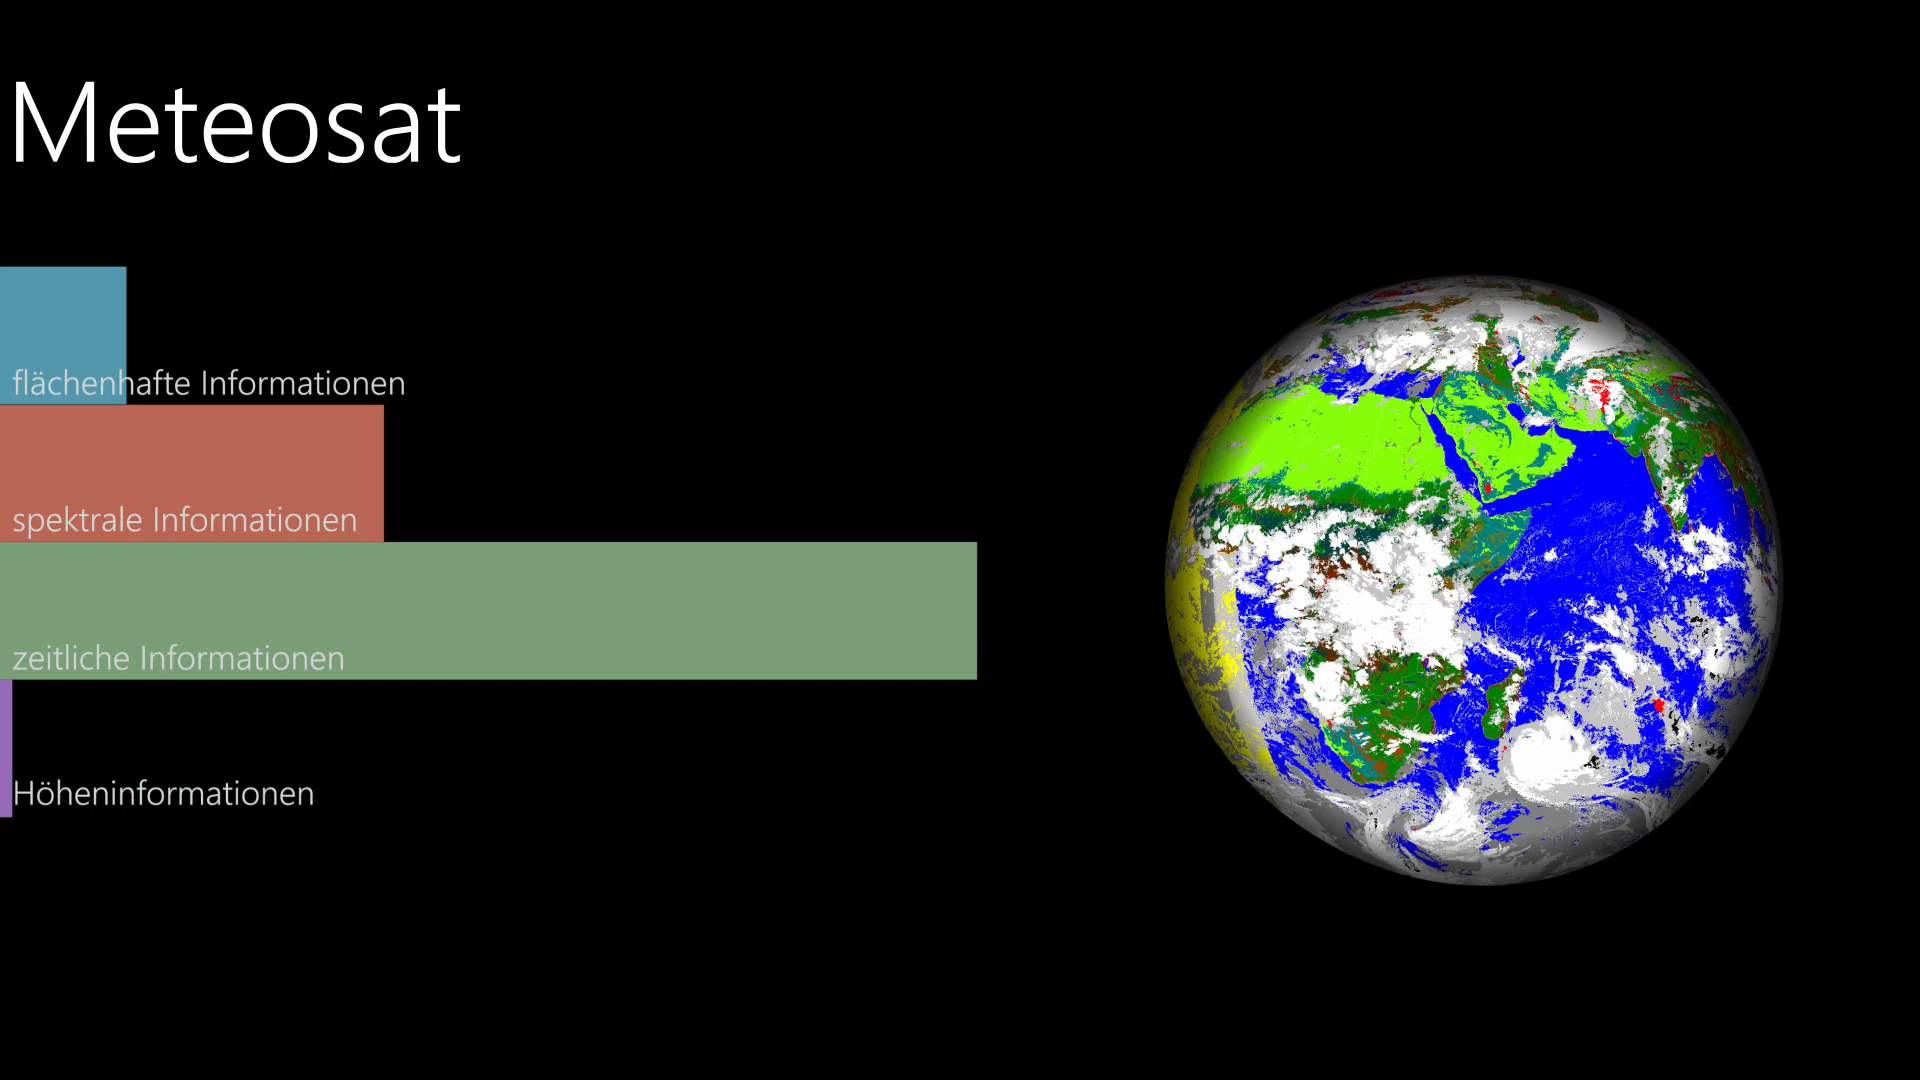 Meteosat
flächenhafte Informationen
spektrale Informationen
zeitliche Informationen
Höheninformationen